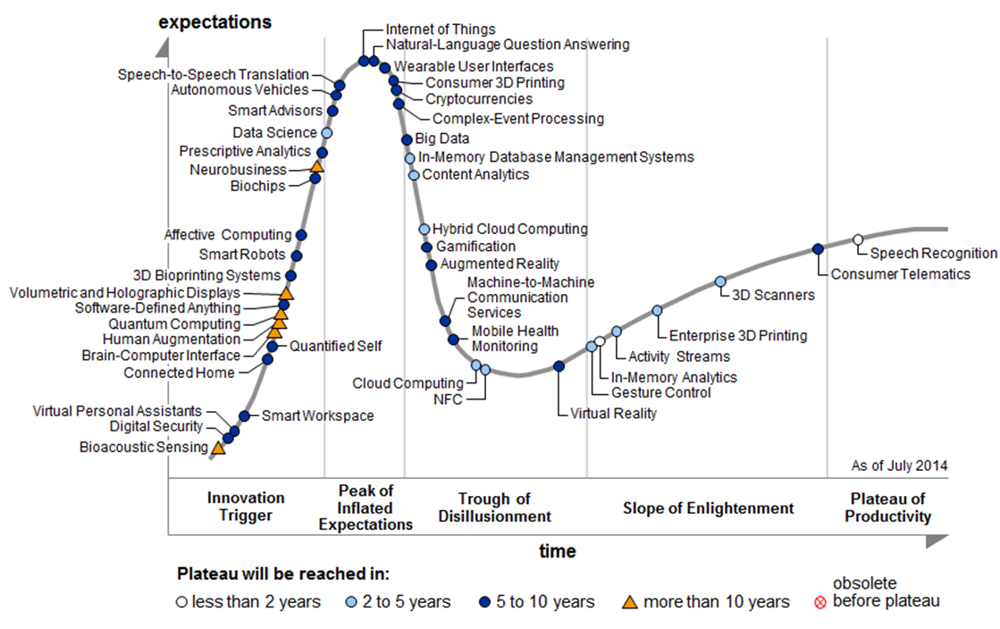 expectations
Internet of Things
Natural-Language Question Answering
Wearable User Interfaces
Speech-to-Speech Translation
Consumer 3D Printing
Autonomous Vehicles
Cryptocurrencies
Smart Advisors
Complex-Event Processing
Data Science
Big Data
Prescriptive Analytics
In-Memory Database Management Systems
Neurobusiness
Content Analytics
Biochips
Hybrid Cloud Computing
Affective Computing
Gamification
Smart Robots
Augmented Reality
3D Bioprinting Systems
Machine-to-Machine
Communication
Services
Volumetric and Holographic Displays
Software-Defined Anything
Quantum Computing
Human Augmentation
Brain-Computer Interface
Mobile Health
Monitoring
Quantified Self
Connected Home
Cloud Computing
NFC
Virtual Personal Assistants
Smart Workspace
Digital Security
Bioacoustic Sensing
Virtual Reality
Gesture Control
In-Memory Analytics
Activity Streams
Enterprise 3D Printing
3D Scanners
Consumer Telematics
Speech Recognition
As of July 2014
Innovation
Trigger
Peak of
Inflated
Expectations
Trough of
Disillusionment
Slope of Enlightenment
Plateau of
Productivity
time
Plateau will be reached in:
less than 2 years
2 to 5 years
5 to 10 years
more than 10 years
obsolete
before plateau